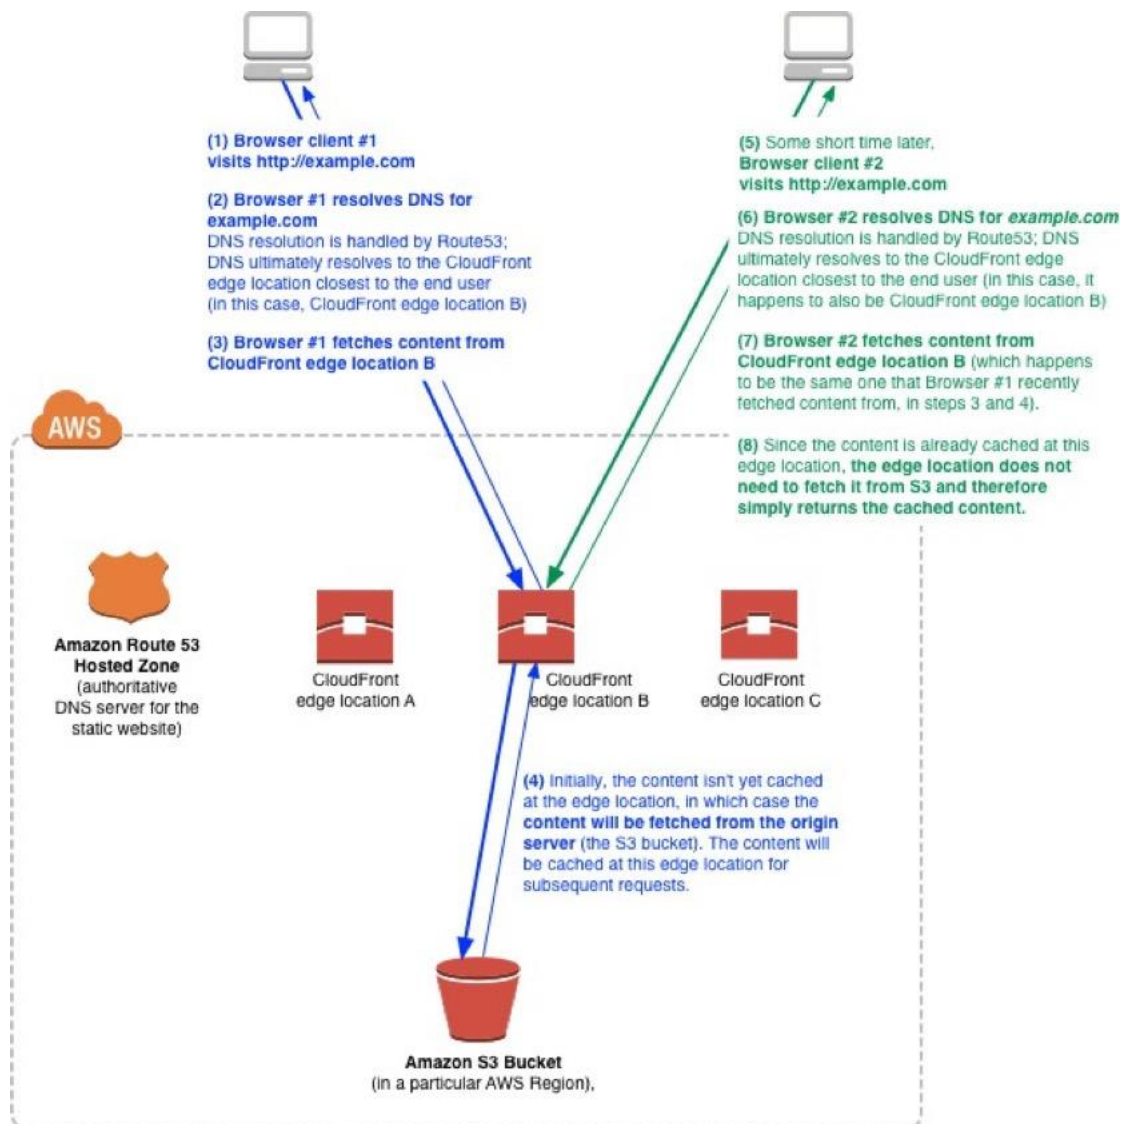 (1) Browser client #1
visits http://example.com
(2) Browser #1 resolves DNS for
example.com
DNS resolution is handled by Route53;
DNS ultimately resolves to the CloudFront
edge location closest to the end user
(in this case, CloudFront edge location B)
(3) Browser #1 fetches content from
CloudFront edge location B
(5) Some short time later,
Browser client #2
visits http://example.com
(6) Browser #2 resolves DNS for example.com
DNS resolution is handled by Route53; DNS
ultimately resolves to the CloudFront edge
location closest to the end user (in this case, it
happens to also be CloudFront edge location B)
(7) Browser #2 fetches content from
CloudFront edge location B (which happens
to be the same one that Browser #1 recently
fetched content from, in steps 3 and 4).
(8) Since the content is already cached at this
edge location, the edge location does not
need to fetch it from S3 and therefore
simply returns the cached content.
AWS
Amazon Route 53
Hosted Zone
(authoritative
DNS server for the
static website)
CloudFront
edge location A
CloudFront
edge location B
CloudFront
edge location C
(4) Initially, the content isn't yet cached
at the edge location, in which case the
content will be fetched from the origin
server (the S3 bucket). The content will
be cached at this edge location for
subsequent requests.
Amazon S3 Bucket
(in a particular AWS Region),